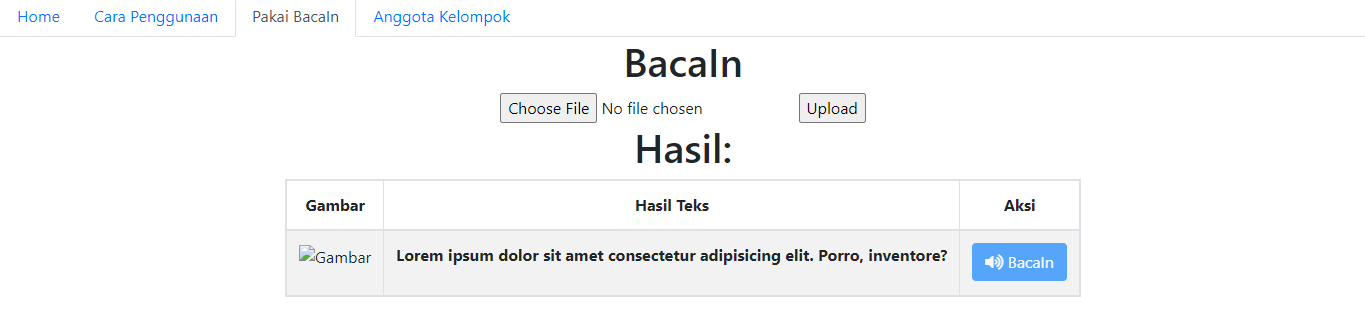 Home Cara Penggunaan Pakai BacaIn Anggota Kelompok
BacaIn
Choose File No file chosen Upload
Hasil:
Gambar Hasil Teks Aksi
Gambar Lorem ipsum dolor sit amet consectetur adipisicing elit. Porro, inventore? BacaIn